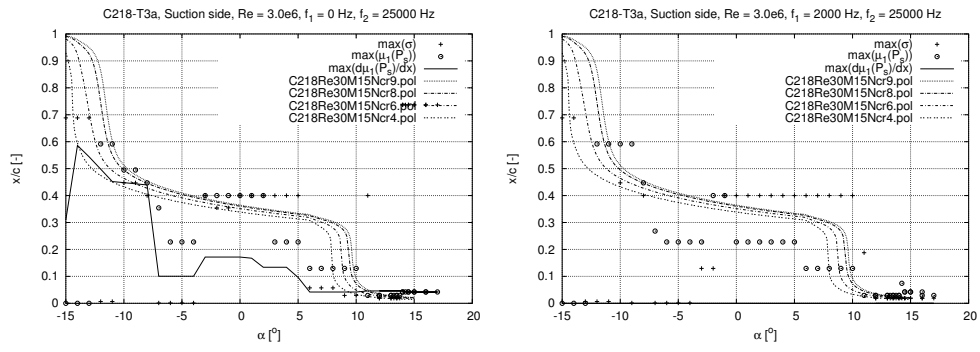 C218-T3a, Suction side, Re = 3.0e6, f1 = 0 Hz, f2 = 25000 Hz
max(σ)
max(μ1(Ps))
max(dμ1(Ps)/dx)
C218Re30M15Ncr9.pol
C218Re30M15Ncr8.pol
C218Re30M15Ncr6.pol
C218Re30M15Ncr4.pol
x/c [-]
1
0.9
0.8
0.7
0.6
0.5
0.4
0.3
0.2
0.1
0
-15
-10
-5
0
5
10
15
20
α [o]
C218-T3a, Suction side, Re = 3.0e6, f1 = 2000 Hz, f2 = 25000 Hz
max(σ)
max(μ1(Ps))
C218Re30M15Ncr9.pol
C218Re30M15Ncr8.pol
C218Re30M15Ncr6.pol
C218Re30M15Ncr4.pol
x/c [-]
1
0.9
0.8
0.7
0.6
0.5
0.4
0.3
0.2
0.1
0
-15
-10
-5
0
5
10
15
20
α [o]